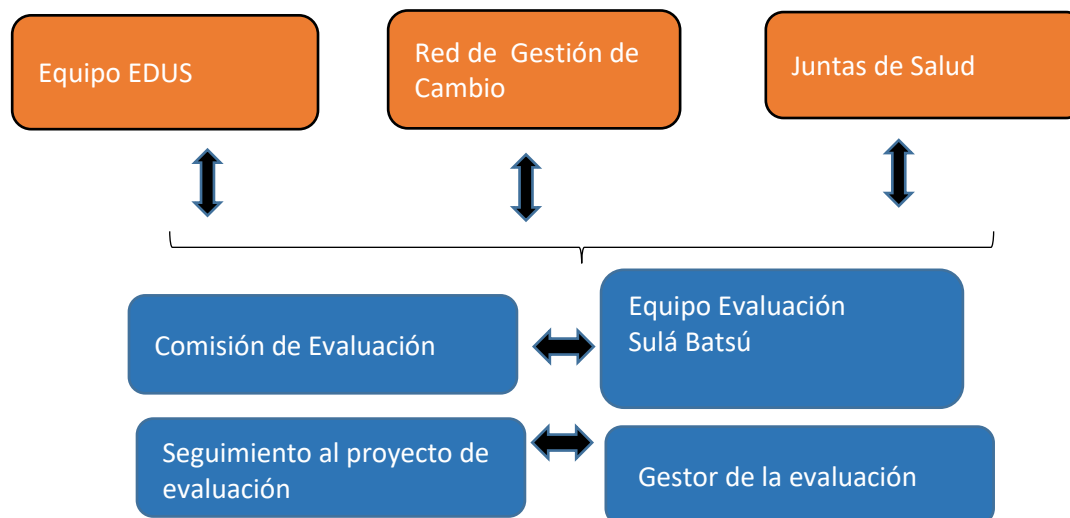 Equipo EDUS
Red de Gestión de
Cambio
Juntas de Salud
Comisión de Evaluación
Equipo Evaluación
Sulá Batsú
Seguimiento al proyecto de
evaluación
Gestor de la evaluación